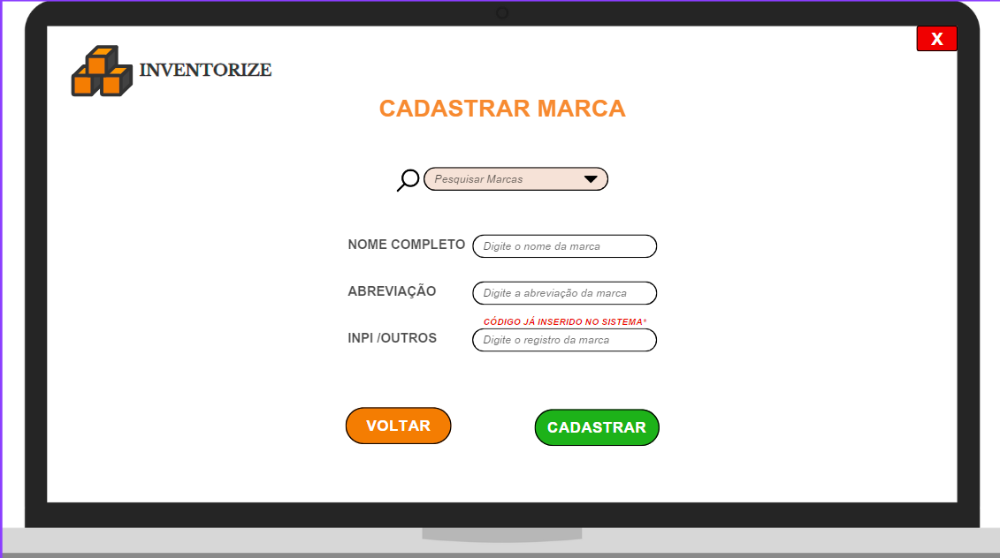 X
INVENTORIZE
CADASTRAR MARCA
Pesquisar Marcas
NOME COMPLETO Digite o nome da marca
ABREVIAÇÃO Digite a abreviação da marca
CÓDIGO JÁ INSERIDO NO SISTEMA*
INPI /OUTROS Digite o registro da marca
VOLTAR CADASTRAR